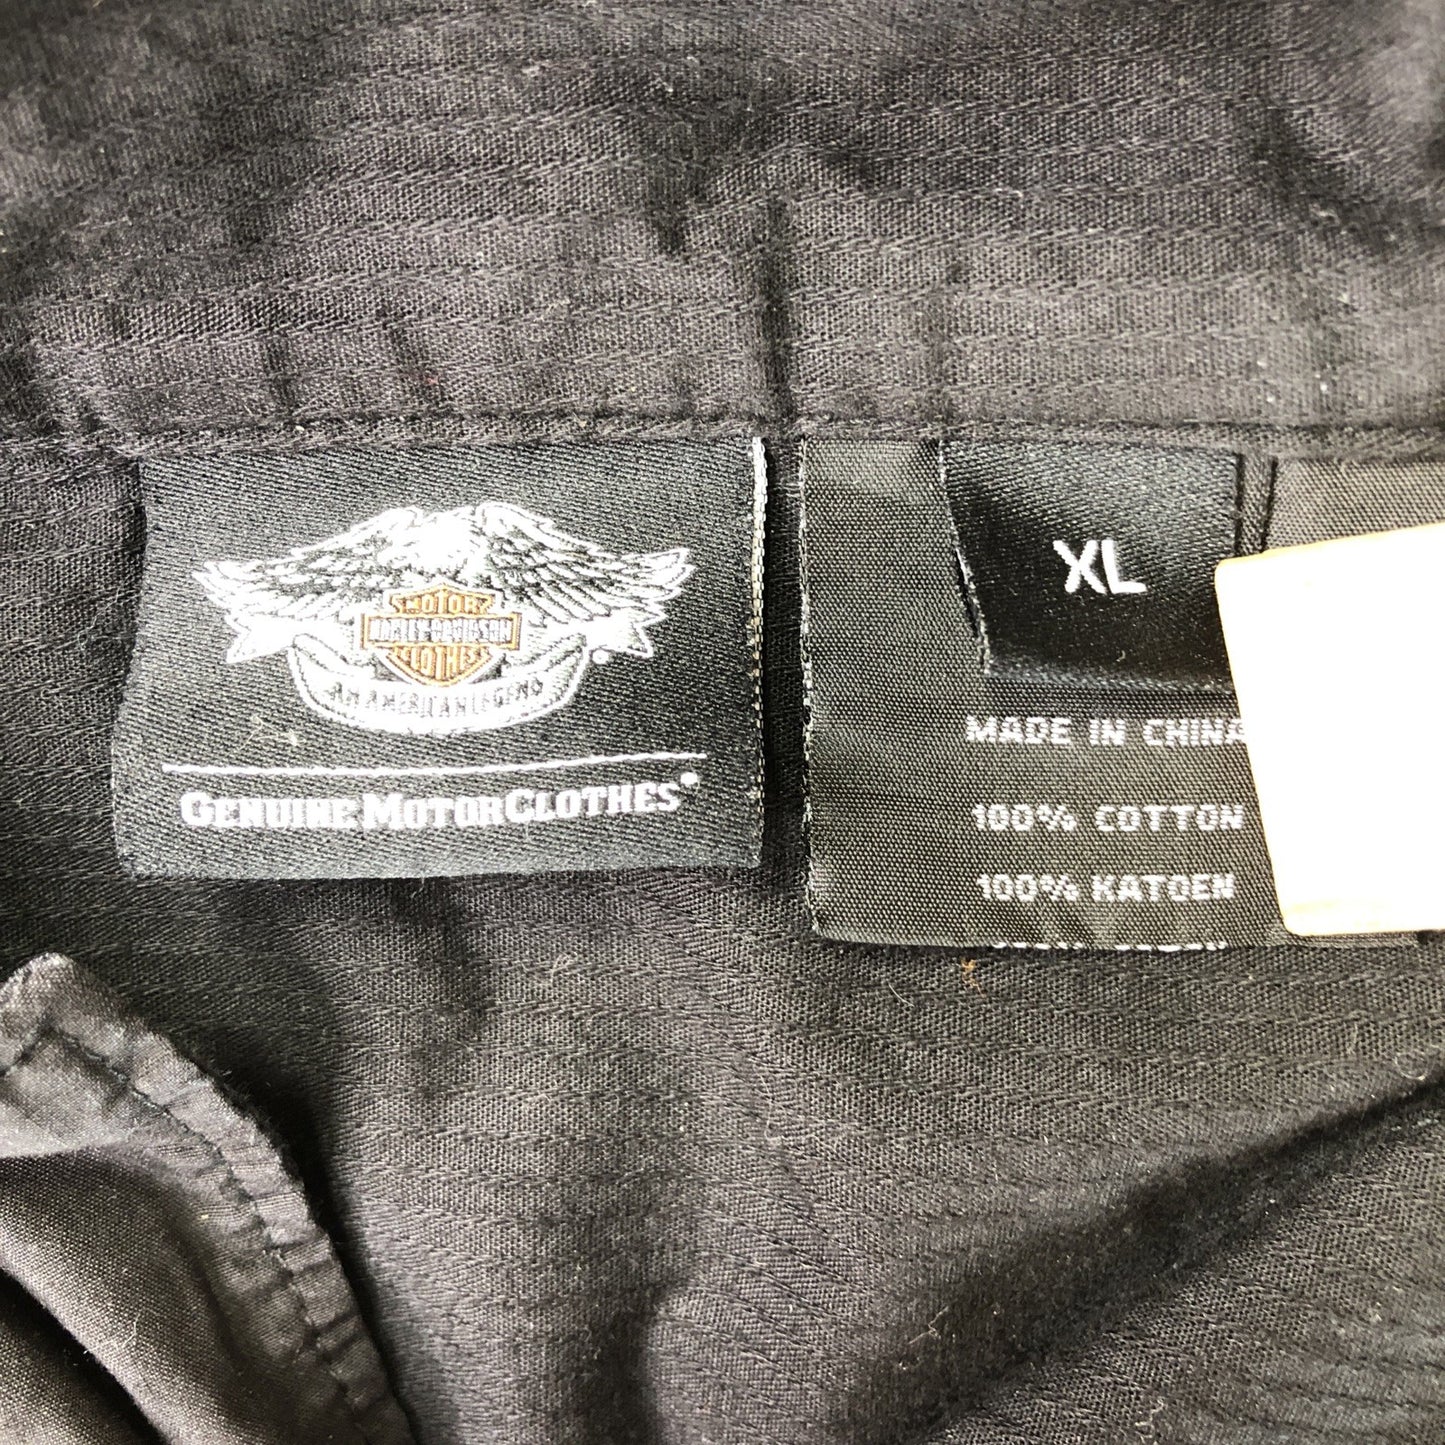 MOTOR
HARLEY-DAVIDSON
CLOTHES
AN AMERICAN LEGEND
GENUINE MOTORCLOTHES®
XL
MADE IN CHINA
100% COTTON
100% KATOEN